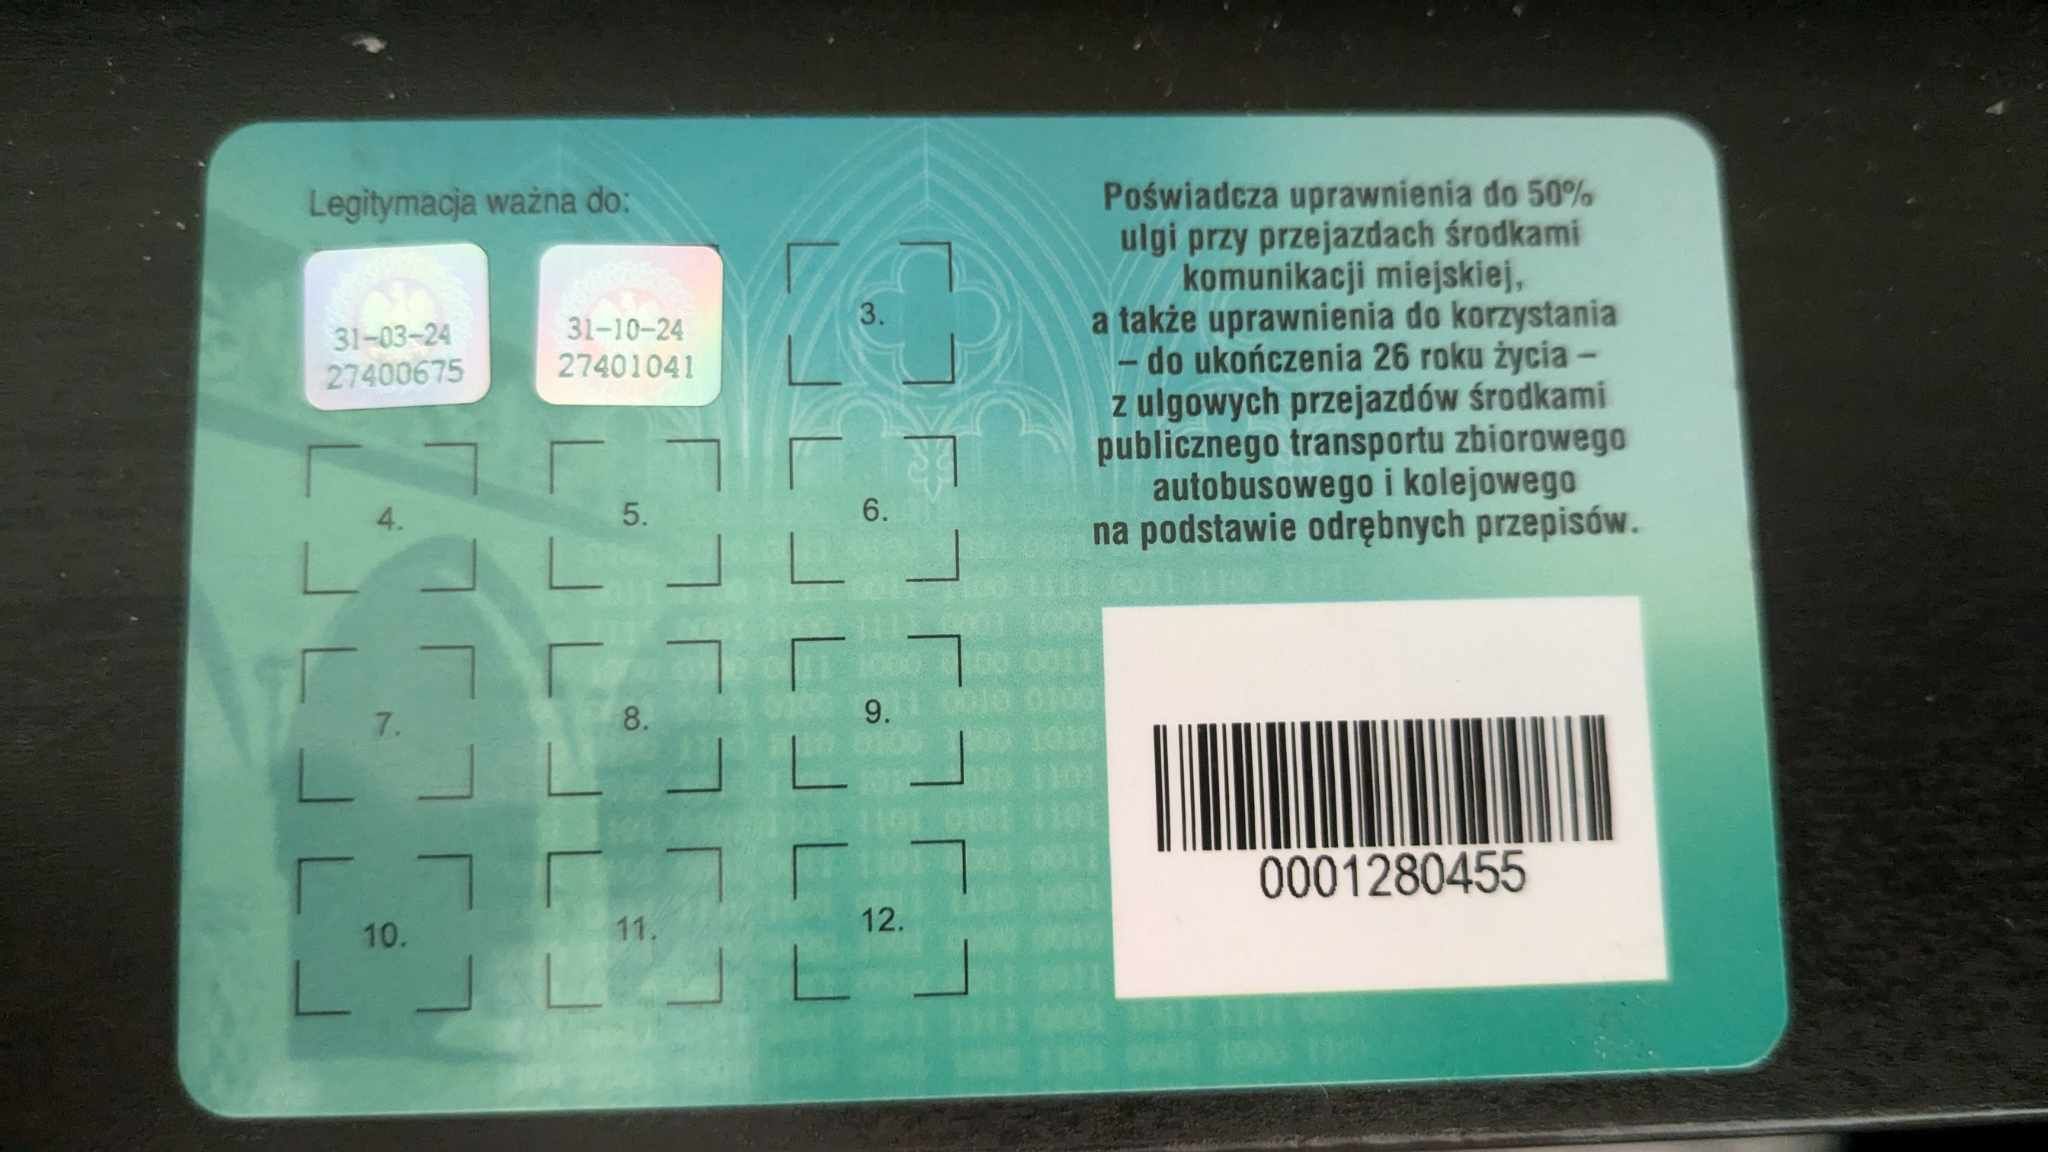 Legitymacja ważna do:
31-03-24
27400675
31-10-24
27401041
3.
4.
5.
6.
7.
8.
9.
10.
11.
12.
Poświadcza uprawnienia do 50%
ulgi przy przejazdach środkami
komunikacji miejskiej,
a także uprawnienia do korzystania
– do ukończenia 26 roku życia –
z ulgowych przejazdów środkami
publicznego transportu zbiorowego
autobusowego i kolejowego
na podstawie odrębnych przepisów.
0001280455